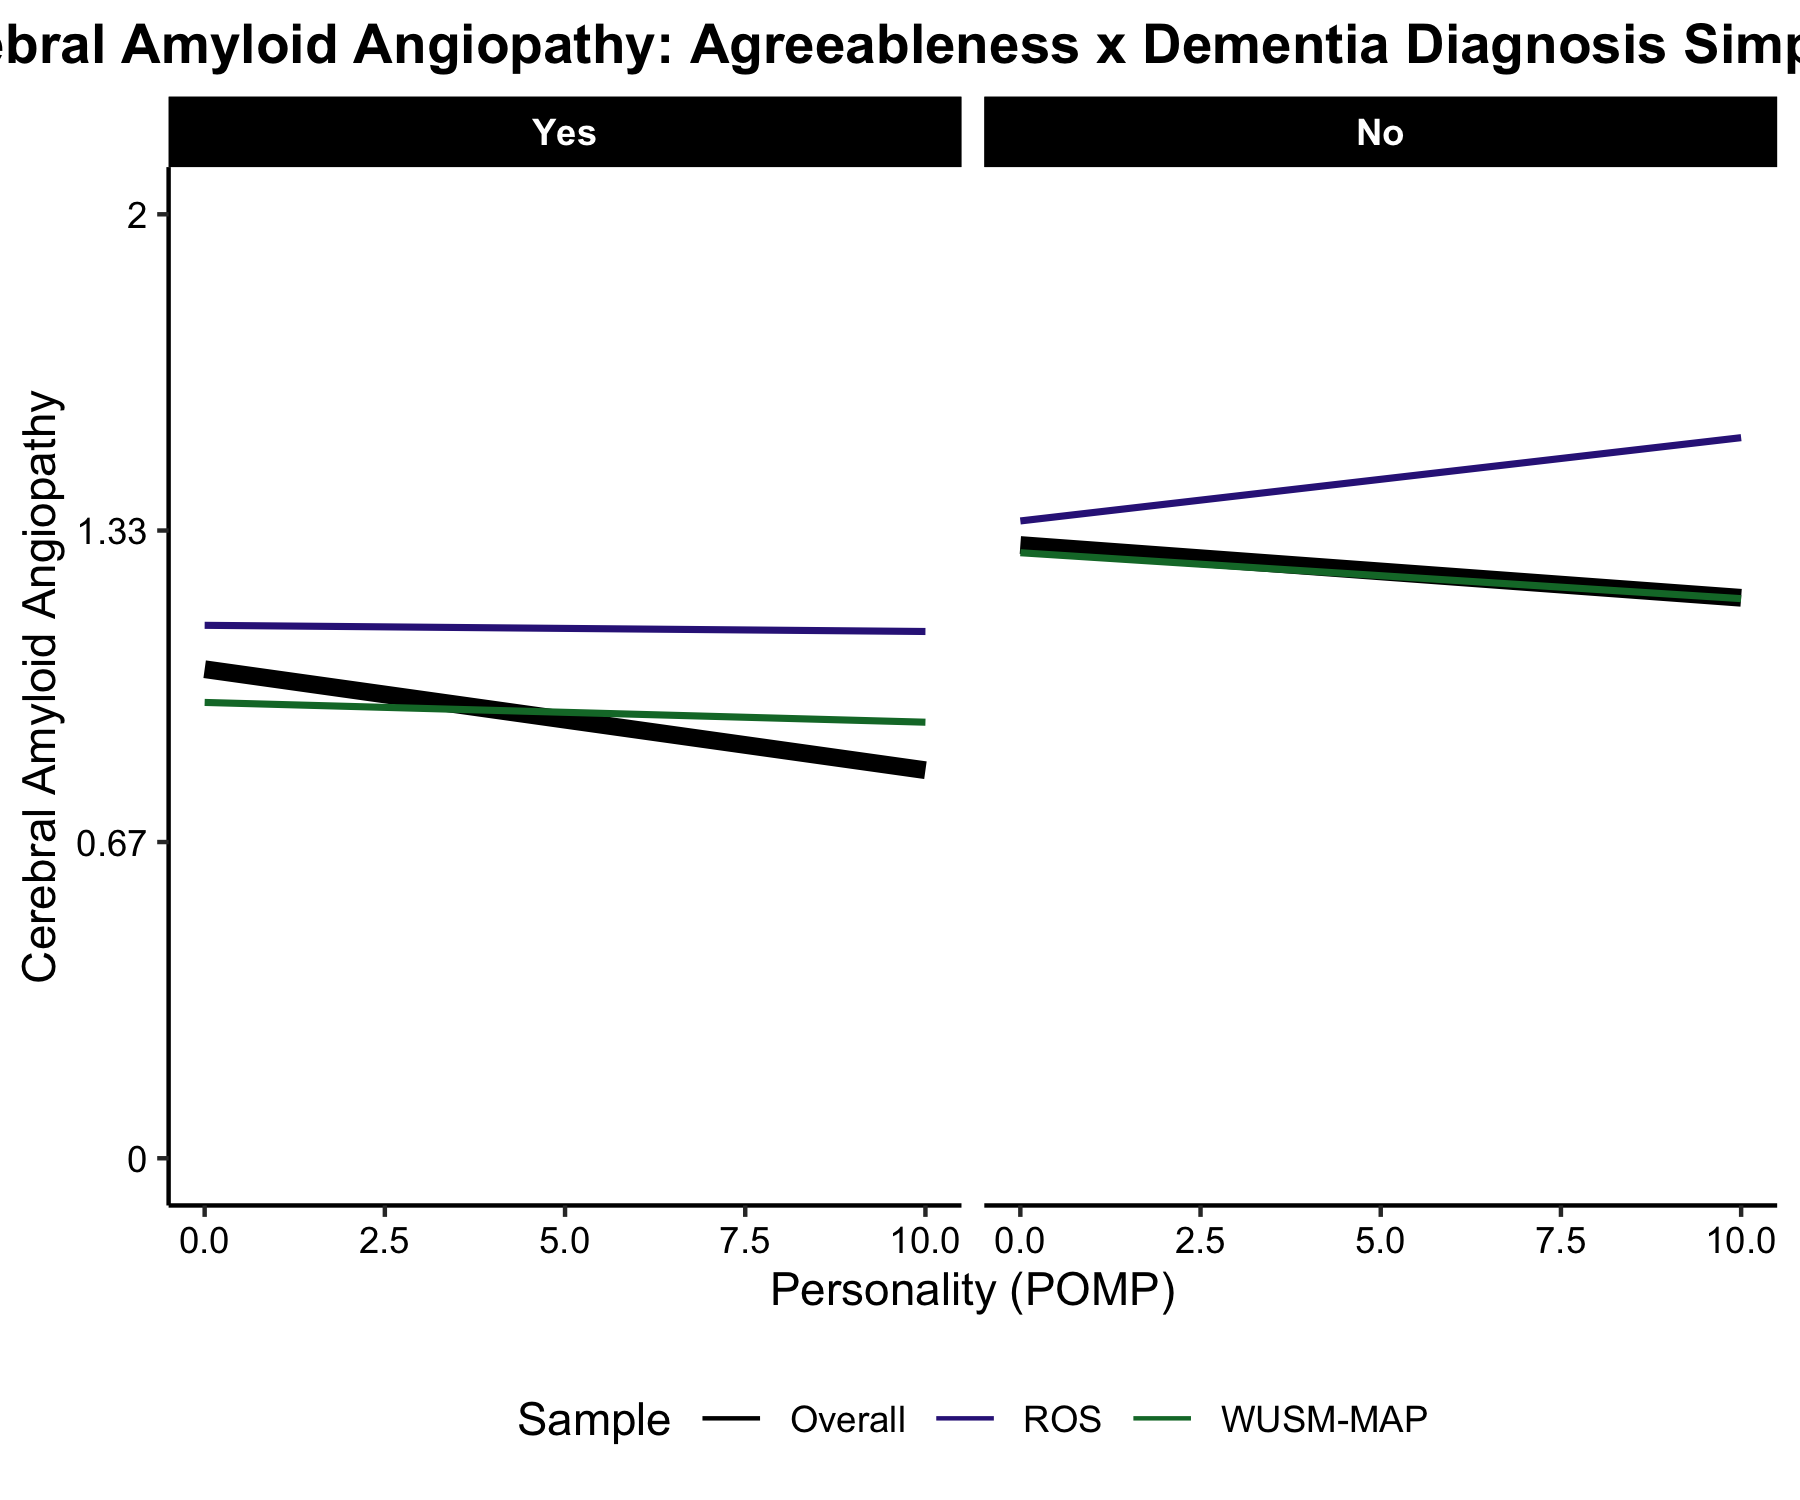 ebral Amyloid Angiopathy: Agreeableness x Dementia Diagnosis Simp
Yes No
2
1.33
0.67
0
Cerebral Amyloid Angiopathy
0.0 2.5 5.0 7.5 10.0 0.0 2.5 5.0 7.5 10.0
Personality (POMP)
Sample Overall ROS WUSM-MAP